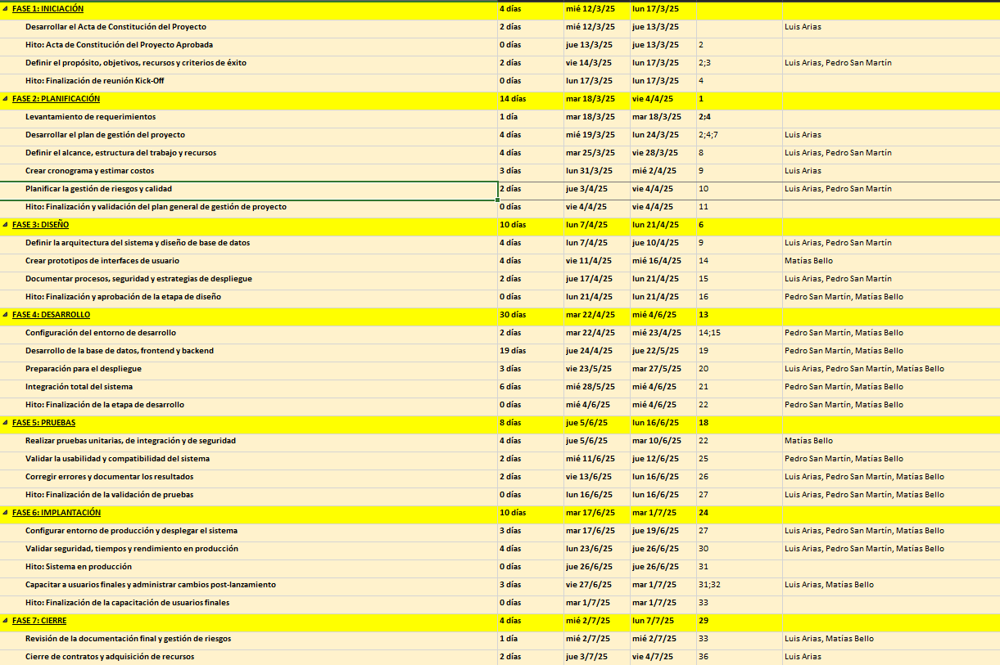 FASE 1: INICIACIÓN 4 días mié 12/3/25 lun 17/3/25
Desarrollar el Acta de Constitución del Proyecto 2 días mié 12/3/25 jue 13/3/25 Luis Arias
Hito: Acta de Constitución del Proyecto Aprobada 0 días jue 13/3/25 jue 13/3/25 2
Definir el propósito, objetivos, recursos y criterios de éxito 2 días vie 14/3/25 lun 17/3/25 2;3 Luis Arias, Pedro San Martín
Hito: Finalización de reunión Kick-Off 0 días lun 17/3/25 lun 17/3/25 4
FASE 2: PLANIFICACIÓN 14 días mar 18/3/25 vie 4/4/25 1
Levantamiento de requerimientos 1 día mar 18/3/25 mar 18/3/25 2;4
Desarrollar el plan de gestión del proyecto 4 días mié 19/3/25 lun 24/3/25 2;4;7 Luis Arias
Definir el alcance, estructura del trabajo y recursos 4 días mar 25/3/25 vie 28/3/25 8 Luis Arias, Pedro San Martín
Crear cronograma y estimar costos 3 días lun 31/3/25 mié 2/4/25 9 Luis Arias
Planificar la gestión de riesgos y calidad 2 días jue 3/4/25 vie 4/4/25 10 Luis Arias, Pedro San Martín
Hito: Finalización y validación del plan general de gestión de proyecto 0 días vie 4/4/25 vie 4/4/25 11
FASE 3: DISEÑO 10 días lun 7/4/25 lun 21/4/25 6
Definir la arquitectura del sistema y diseño de base de datos 4 días lun 7/4/25 jue 10/4/25 9 Luis Arias, Pedro San Martín
Crear prototipos de interfaces de usuario 4 días vie 11/4/25 mié 16/4/25 14 Matías Bello
Documentar procesos, seguridad y estrategias de despliegue 2 días jue 17/4/25 lun 21/4/25 15 Luis Arias, Pedro San Martín
Hito: Finalización y aprobación de la etapa de diseño 0 días lun 21/4/25 lun 21/4/25 16 Pedro San Martín, Matías Bello
FASE 4: DESARROLLO 30 días mar 22/4/25 mié 4/6/25 13
Configuración del entorno de desarrollo 2 días mar 22/4/25 mié 23/4/25 14;15 Pedro San Martín, Matías Bello
Desarrollo de la base de datos, frontend y backend 19 días jue 24/4/25 jue 22/5/25 19 Pedro San Martín, Matías Bello
Preparación para el despliegue 3 días vie 23/5/25 mar 27/5/25 20 Luis Arias, Pedro San Martín, Matías Bello
Integración total del sistema 6 días mié 28/5/25 mié 4/6/25 21 Pedro San Martín, Matías Bello
Hito: Finalización de la etapa de desarrollo 0 días mié 4/6/25 mié 4/6/25 22 Pedro San Martín, Matías Bello
FASE 5: PRUEBAS 8 días jue 5/6/25 lun 16/6/25 18
Realizar pruebas unitarias, de integración y de seguridad 4 días jue 5/6/25 mar 10/6/25 22 Matías Bello
Validar la usabilidad y compatibilidad del sistema 2 días mié 11/6/25 jue 12/6/25 25 Pedro San Martín, Matías Bello
Corregir errores y documentar los resultados 2 días vie 13/6/25 lun 16/6/25 26 Luis Arias, Pedro San Martín, Matías Bello
Hito: Finalización de la validación de pruebas 0 días lun 16/6/25 lun 16/6/25 27 Luis Arias, Pedro San Martín, Matías Bello
FASE 6: IMPLANTACIÓN 10 días mar 17/6/25 mar 1/7/25 24
Configurar entorno de producción y desplegar el sistema 3 días mar 17/6/25 jue 19/6/25 27 Luis Arias, Pedro San Martín, Matías Bello
Validar seguridad, tiempos y rendimiento en producción 4 días lun 23/6/25 jue 26/6/25 30 Luis Arias, Pedro San Martín, Matías Bello
Hito: Sistema en producción 0 días jue 26/6/25 jue 26/6/25 31
Capacitar a usuarios finales y administrar cambios post-lanzamiento 3 días vie 27/6/25 mar 1/7/25 31;32 Luis Arias, Matías Bello
Hito: Finalización de la capacitación de usuarios finales 0 días mar 1/7/25 mar 1/7/25 33
FASE 7: CIERRE 4 días mié 2/7/25 lun 7/7/25 29
Revisión de la documentación final y gestión de riesgos 1 día mié 2/7/25 mié 2/7/25 33 Luis Arias, Matías Bello
Cierre de contratos y adquisición de recursos 2 días jue 3/7/25 vie 4/7/25 36 Luis Arias